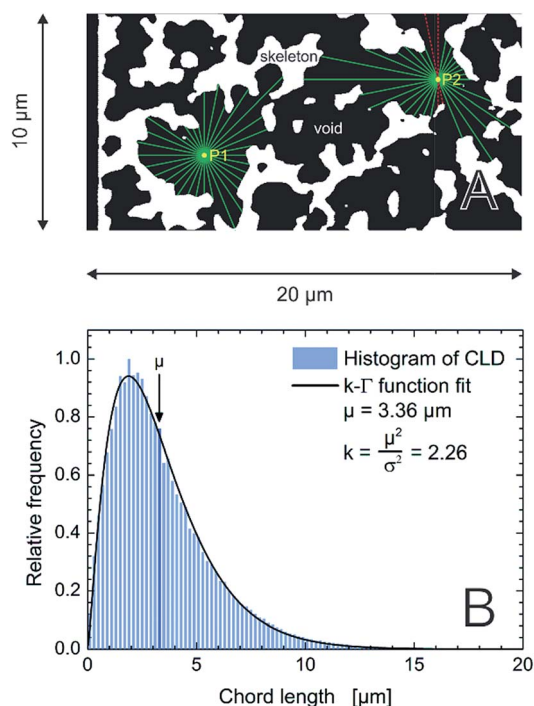 10 µm
skeleton
P2
void
P1
A
20 µm
Relative frequency
1.0
0.8
0.6
0.4
0.2
0.0
µ
Histogram of CLD
k-Γ function fit
µ = 3.36 µm
k = µ²/σ² = 2.26
B
0 5 10 15 20
Chord length [µm]